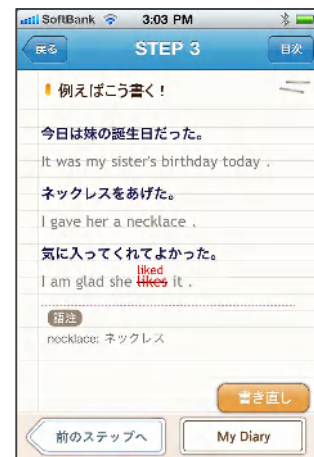 SoftBank 3:03 PM
戻る STEP 3 目次
例えばこう書く!
今日は妹の誕生日だった。
It was my sister's birthday today .
ネックレスをあげた。
I gave her a necklace .
気に入ってくれてよかった。
liked
I am glad she likes it .
語注
necklace: ネックレス
書き直し
前のステップへ My Diary